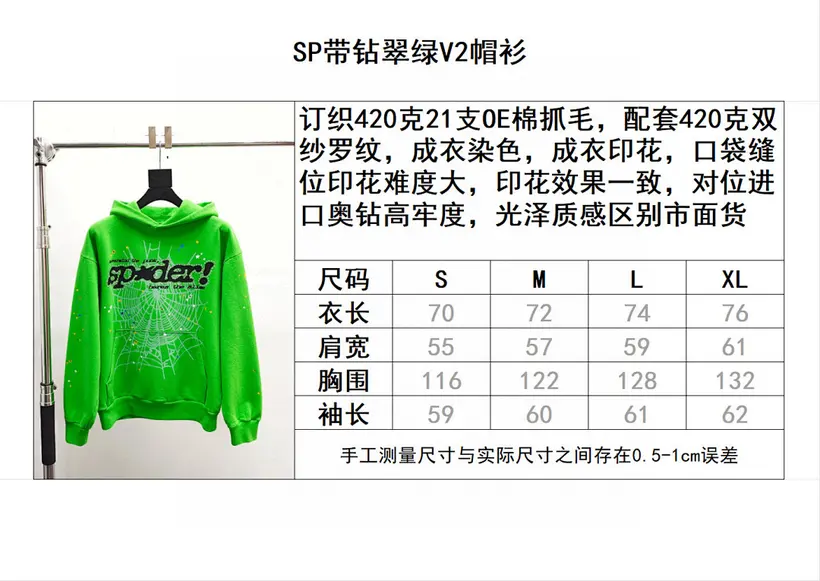 SP带钻翠绿V2帽衫
订织420克21支OE棉抓毛，配套420克双
纱罗纹，成衣染色，成衣印花，口袋缝
位印花难度大，印花效果一致，对位进
口奥钻高牢度，光泽质感区别市面货
sp★der!
尺码 S M L XL
衣长 70 72 74 76
肩宽 55 57 59 61
胸围 116 122 128 132
袖长 59 60 61 62
手工测量尺寸与实际尺寸之间存在0.5-1cm误差